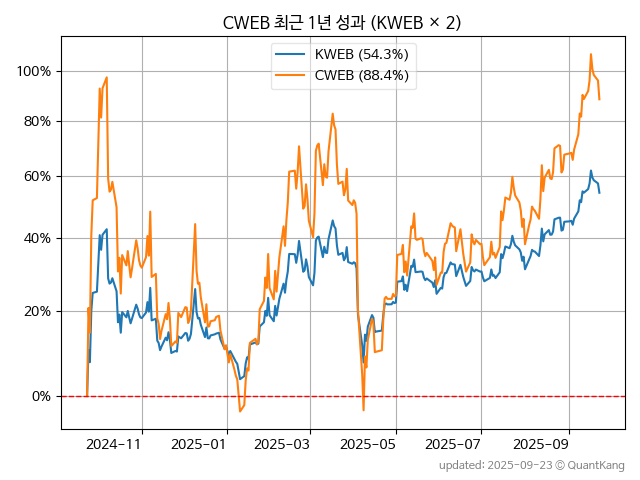 CWEB 최근 1년 성과 (KWEB × 2)
KWEB (54.3%)
CWEB (88.4%)
100%
80%
60%
40%
20%
0%
2024-11 2025-01 2025-03 2025-05 2025-07 2025-09
updated: 2025-09-23 ⓒ QuantKang